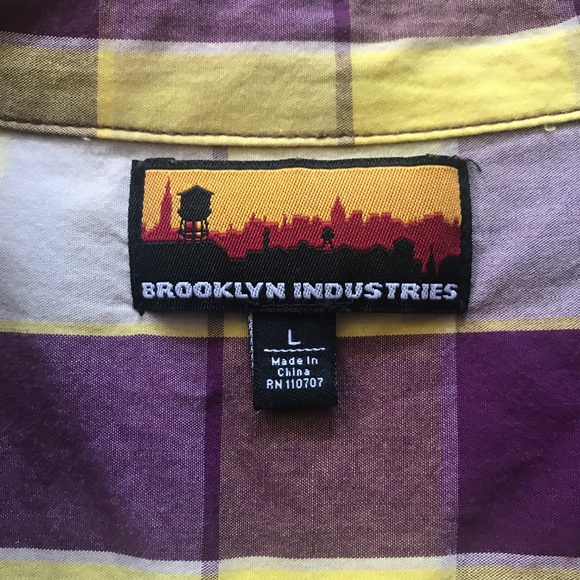 BROOKLYN INDUSTRIES
L
Made in
China
RN 110707